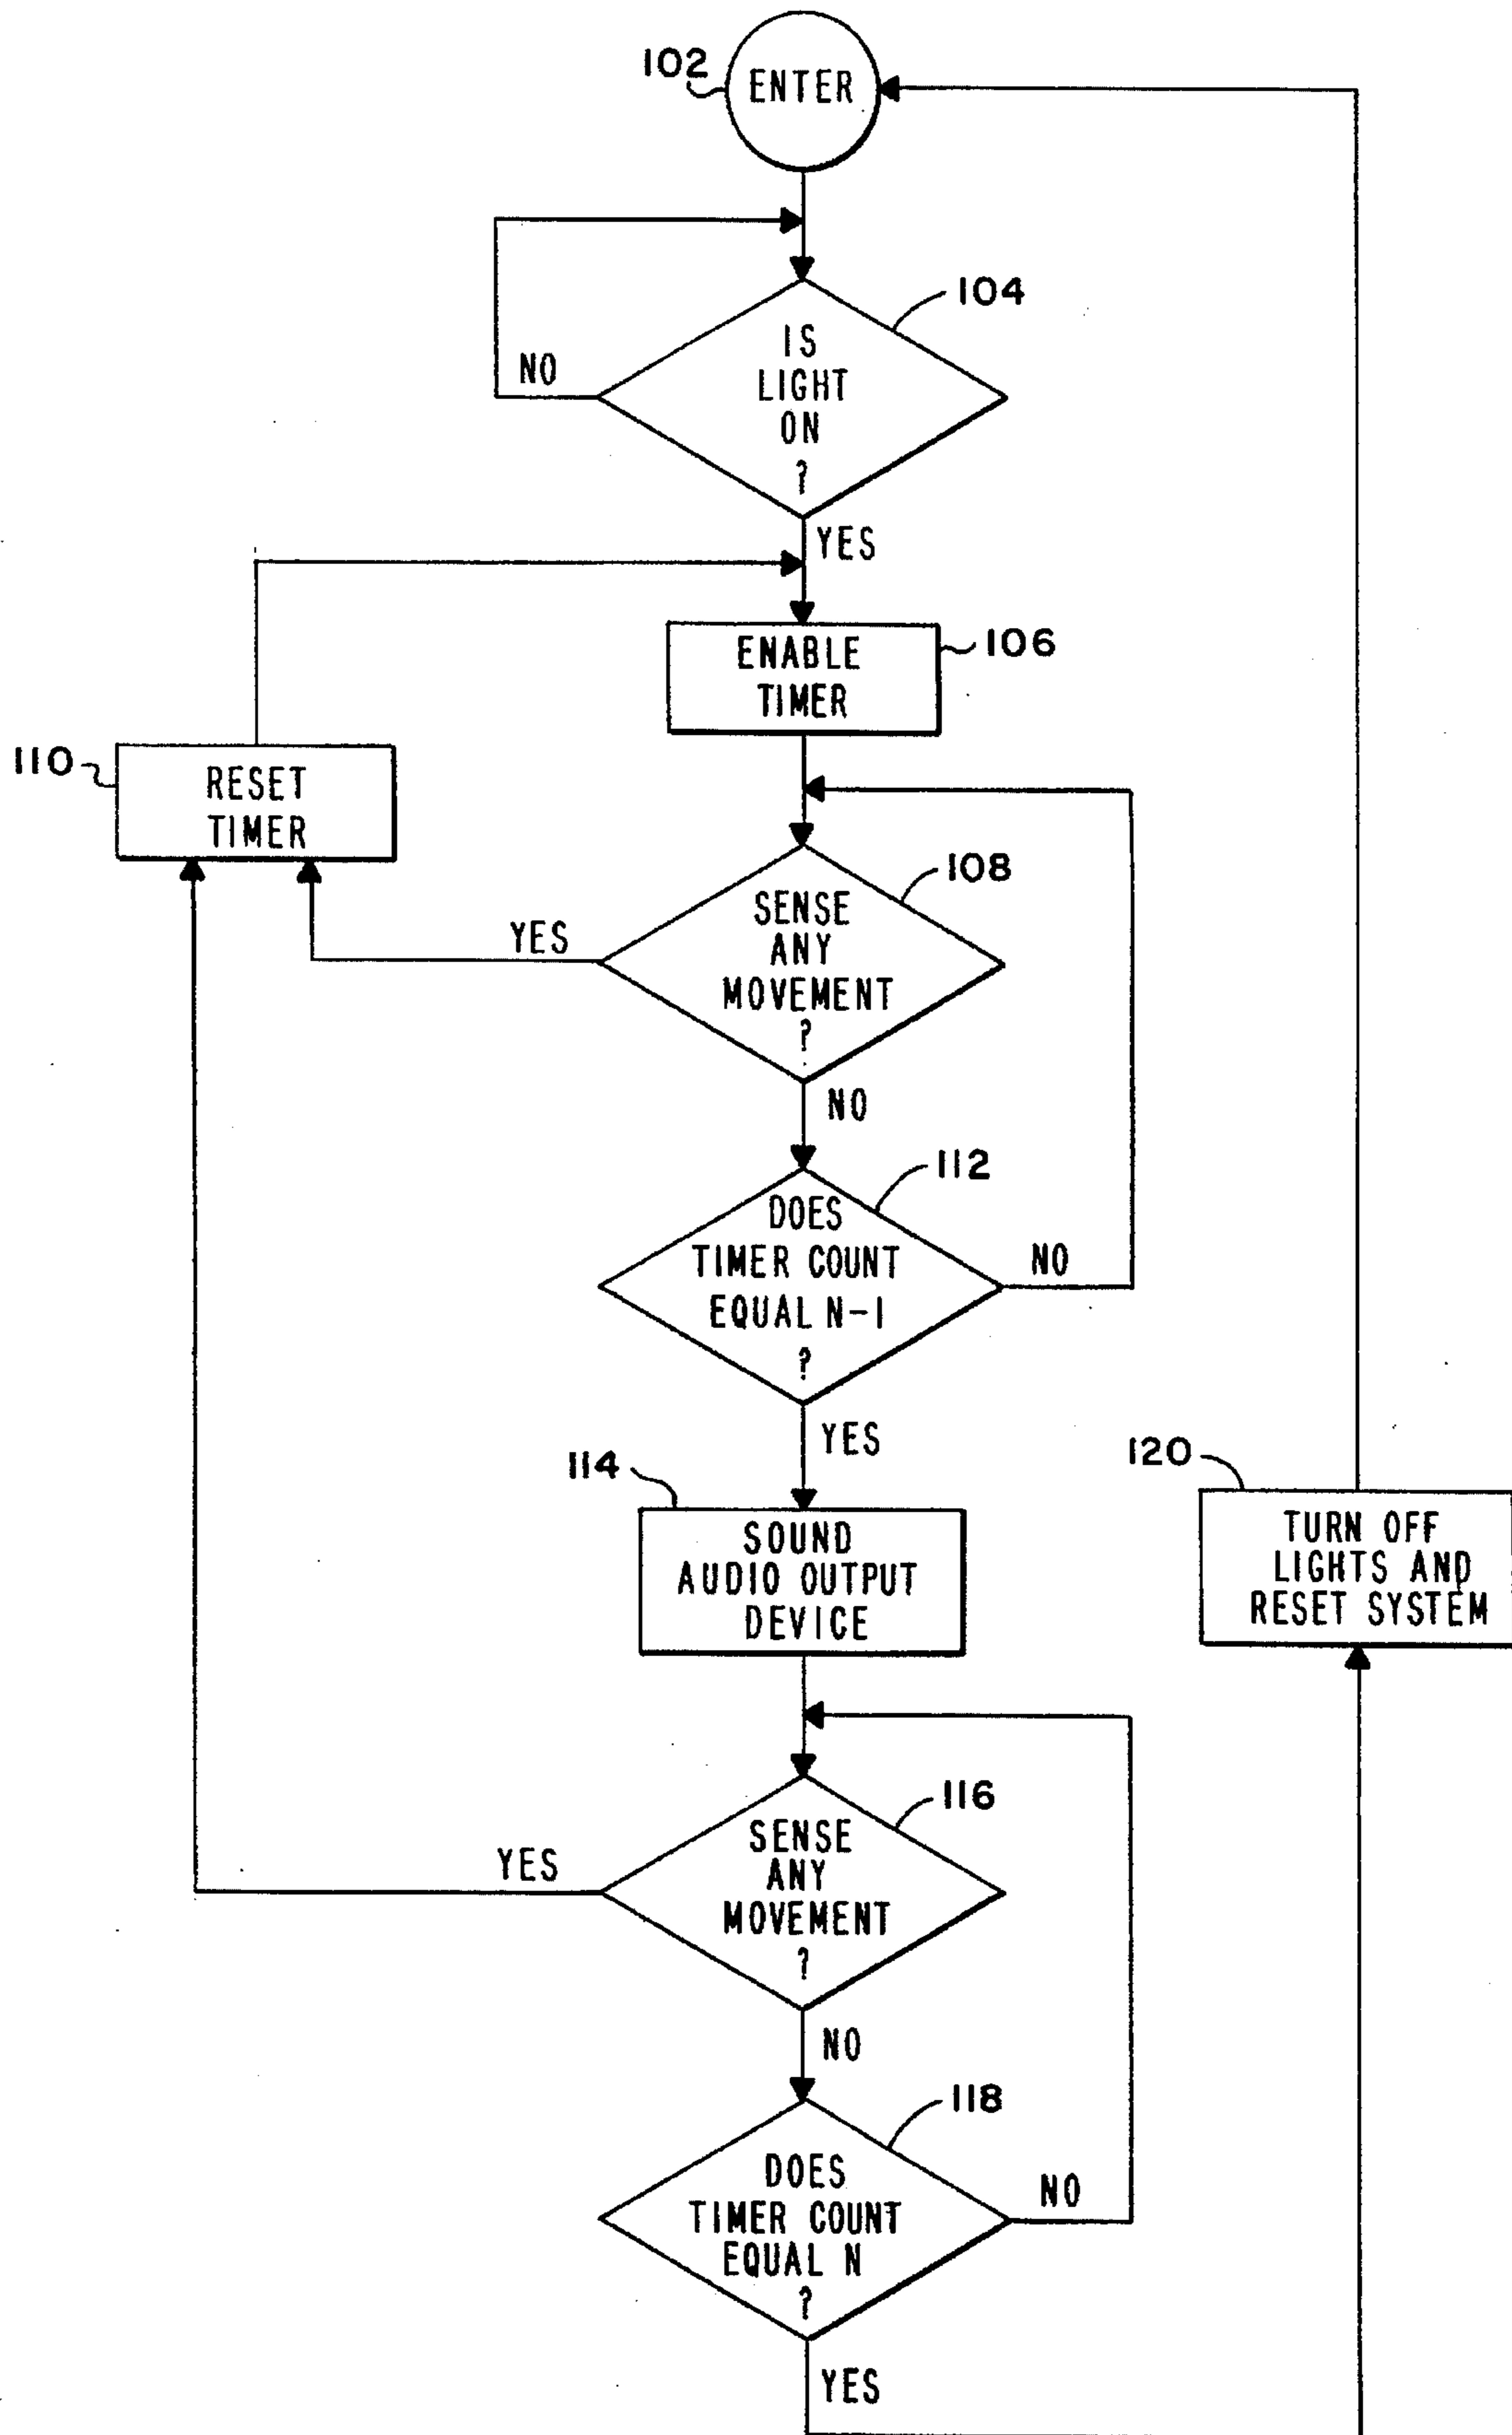 102
ENTER
104
IS
LIGHT
ON
?
NO
YES
106
ENABLE
TIMER
110
RESET
TIMER
108
SENSE
ANY
MOVEMENT
?
YES
NO
112
DOES
TIMER COUNT
EQUAL N-1
?
NO
YES
114
SOUND
AUDIO OUTPUT
DEVICE
120
TURN OFF
LIGHTS AND
RESET SYSTEM
116
SENSE
ANY
MOVEMENT
?
YES
NO
118
DOES
TIMER COUNT
EQUAL N
?
NO
YES